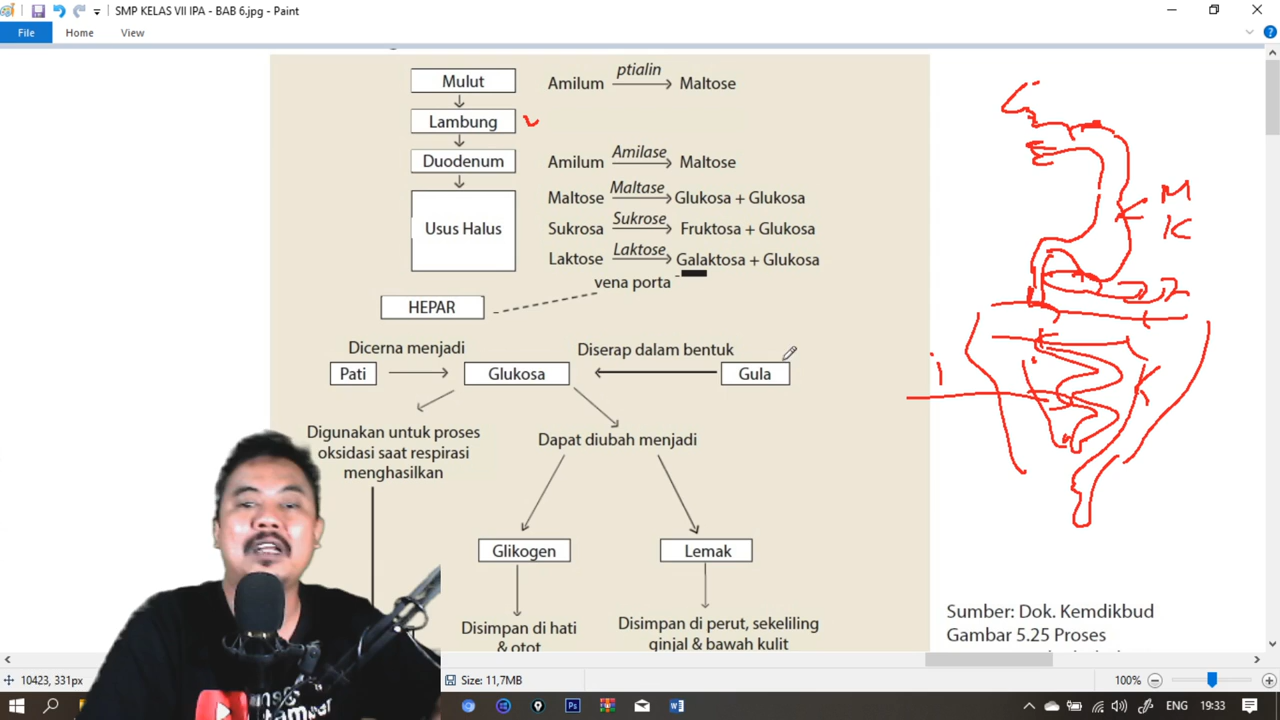 SMP KELAS VII IPA - BAB 6.jpg - Paint
File Home View
Mulut Amilum ptialin Maltose
Lambung
Duodenum Amilum Amilase Maltose
Usus Halus
Maltose Maltase Glukosa + Glukosa
Sukrosa Sukrose Fruktosa + Glukosa
Laktose Laktose Galaktosa + Glukosa
vena porta
HEPAR
Dicerna menjadi Diserap dalam bentuk
Pati Glukosa Gula
Digunakan untuk proses
oksidasi saat respirasi
menghasilkan
Dapat diubah menjadi
Glikogen Lemak
Disimpan di hati
& otot
Disimpan di perut, sekeliling
ginjal & bawah kulit
M
K
Sumber: Dok. Kemdikbud
Gambar 5.25 Proses
10423, 331px Size: 11,7MB 100%
ENG 19:33